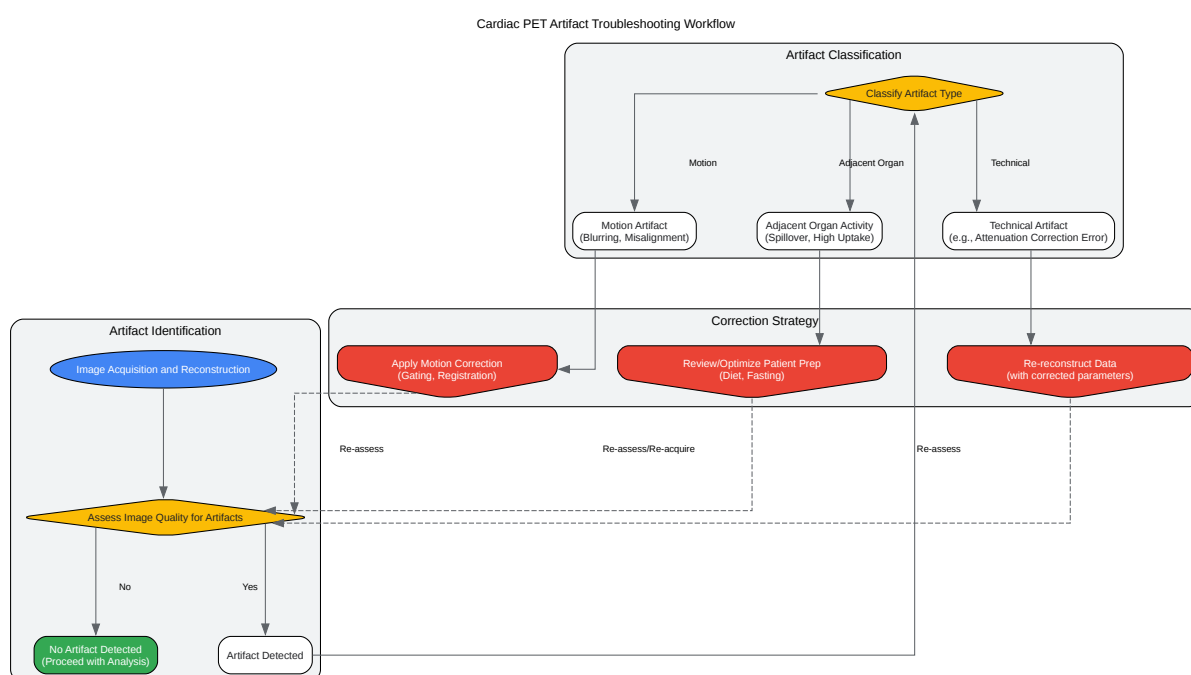 Cardiac PET Artifact Troubleshooting Workflow
Artifact Classification
Classify Artifact Type
Motion
Adjacent Organ
Technical
Motion Artifact
(Blurring, Misalignment)
Adjacent Organ Activity
(Spillover, High Uptake)
Technical Artifact
(e.g., Attenuation Correction Error)
Correction Strategy
Apply Motion Correction
(Gating, Registration)
Review/Optimize Patient Prep
(Diet, Fasting)
Re-reconstruct Data
(with corrected parameters)
Re-assess
Re-assess/Re-acquire
Re-assess
Artifact Identification
Image Acquisition and Reconstruction
Assess Image Quality for Artifacts
No
Yes
No Artifact Detected
(Proceed with Analysis)
Artifact Detected